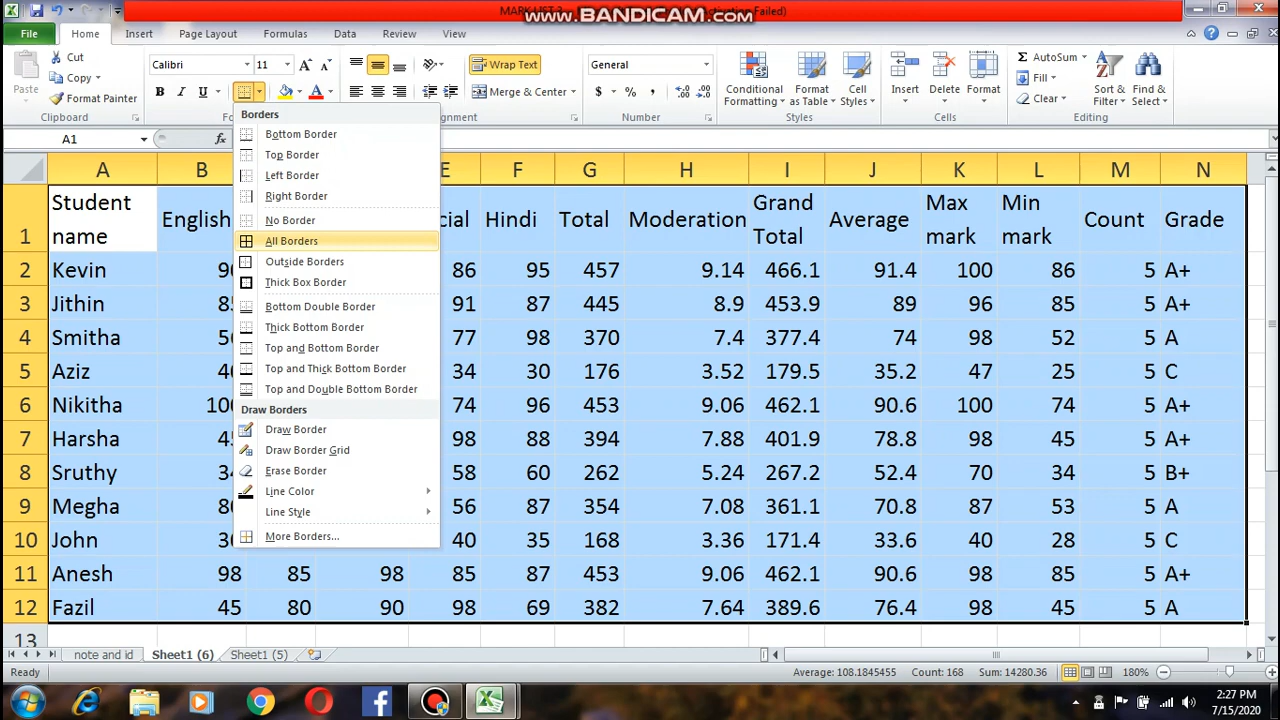 MARK LIST 2
www.BANDICAM.com
Failed)
File Home Insert Page Layout Formulas Data Review View
Paste
Cut
Copy
Format Painter
Clipboard
Calibri 11
B I U
Wrap Text
Merge & Center
General
$ % ,
Number
Conditional Formatting
Format as Table
Cell Styles
Styles
Insert Delete Format
Cells
AutoSum
Fill
Clear
Sort & Filter
Find & Select
Editing
A1 fx
Borders
Bottom Border
Top Border
Left Border
Right Border
No Border
All Borders
Outside Borders
Thick Box Border
Bottom Double Border
Thick Bottom Border
Top and Bottom Border
Top and Thick Bottom Border
Top and Double Bottom Border
Draw Borders
Draw Border
Draw Border Grid
Erase Border
Line Color
Line Style
More Borders...
A B E F G H I J K L M N
1 Student name English cial Hindi Total Moderation Grand Total Average Max mark Min mark Count Grade
2 Kevin 86 95 457 9.14 466.1 91.4 100 86 5 A+
3 Jithin 91 87 445 8.9 453.9 89 96 85 5 A+
4 Smitha 77 98 370 7.4 377.4 74 98 52 5 A
5 Aziz 34 30 176 3.52 179.5 35.2 47 25 5 C
6 Nikitha 100 74 96 453 9.06 462.1 90.6 100 74 5 A+
7 Harsha 98 88 394 7.88 401.9 78.8 98 45 5 A+
8 Sruthy 58 60 262 5.24 267.2 52.4 70 34 5 B+
9 Megha 56 87 354 7.08 361.1 70.8 87 53 5 A
10 John 40 35 168 3.36 171.4 33.6 40 28 5 C
11 Anesh 98 85 98 85 87 453 9.06 462.1 90.6 98 85 5 A+
12 Fazil 45 80 90 98 69 382 7.64 389.6 76.4 98 45 5 A
13
note and id Sheet1 (6) Sheet1 (5)
Ready Average: 108.1845455 Count: 168 Sum: 14280.36 180%
2:27 PM
7/15/2020